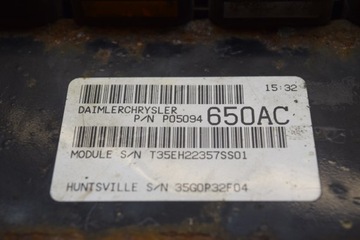 15:32
DAIMLERCHRYSLER
P/N P05094 650AC
MODULE S/N T35EH22357SS01
HUNTSVILLE S/N 35G0P32F04